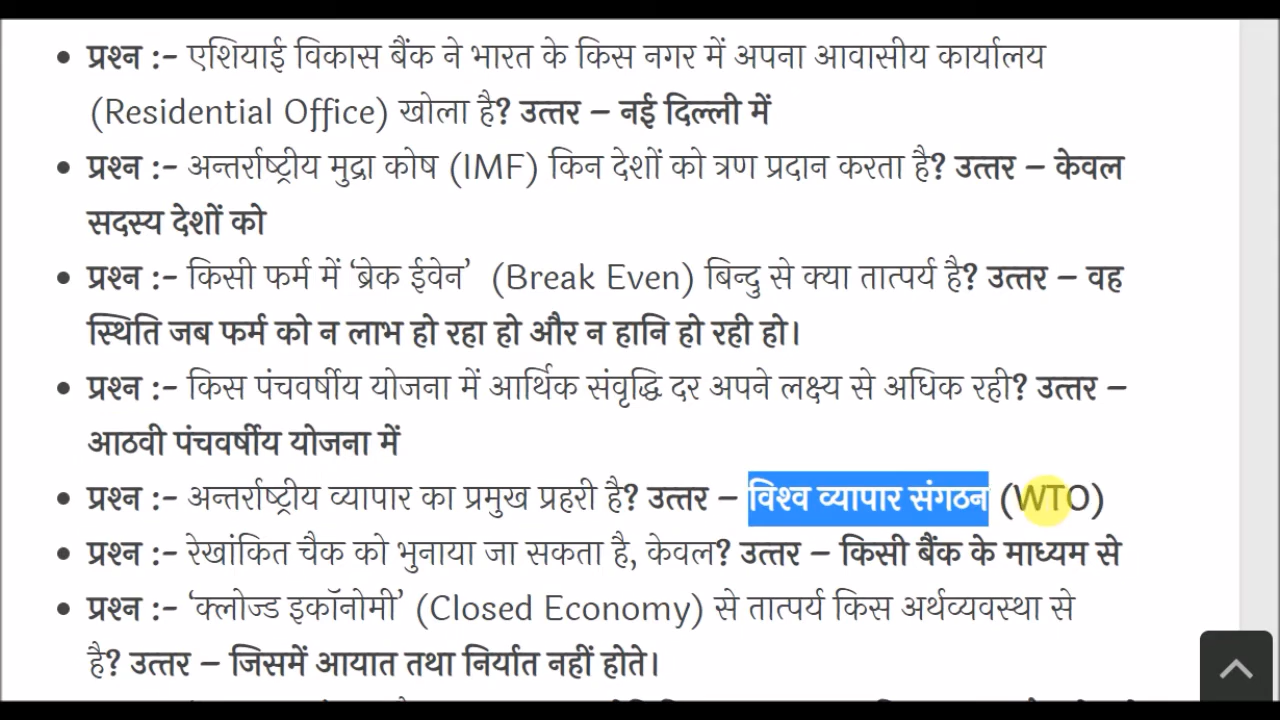 प्रश्न :- एशियाई विकास बैंक ने भारत के किस नगर में अपना आवासीय कार्यालय
(Residential Office) खोला है? उत्तर – नई दिल्ली में
प्रश्न :- अन्तर्राष्ट्रीय मुद्रा कोष (IMF) किन देशों को त्रण प्रदान करता है? उत्तर – केवल
सदस्य देशों को
प्रश्न :- किसी फर्म में ‘ब्रेक ईवेन’ (Break Even) बिन्दु से क्या तात्पर्य है? उत्तर – वह
स्थिति जब फर्म को न लाभ हो रहा हो और न हानि हो रही हो।
प्रश्न :- किस पंचवर्षीय योजना में आर्थिक संवृद्धि दर अपने लक्ष्य से अधिक रही? उत्तर –
आठवी पंचवर्षीय योजना में
प्रश्न :- अन्तर्राष्ट्रीय व्यापार का प्रमुख प्रहरी है? उत्तर – विश्व व्यापार संगठन (WTO)
प्रश्न :- रेखांकित चैक को भुनाया जा सकता है, केवल? उत्तर – किसी बैंक के माध्यम से
प्रश्न :- ‘क्लोज्ड इकॉनोमी’ (Closed Economy) से तात्पर्य किस अर्थव्यवस्था से
है? उत्तर – जिसमें आयात तथा निर्यात नहीं होते।